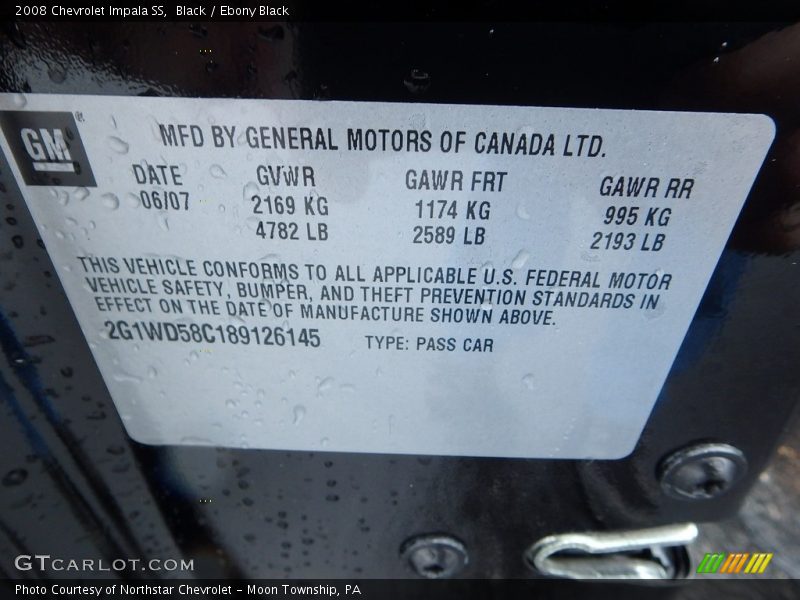 2008 Chevrolet Impala SS,  Black / Ebony Black
GM
MFD BY GENERAL MOTORS OF CANADA LTD.
DATE GVWR GAWR FRT GAWR RR
06/07 2169 KG 1174 KG 995 KG
4782 LB 2589 LB 2193 LB
THIS VEHICLE CONFORMS TO ALL APPLICABLE U.S. FEDERAL MOTOR
VEHICLE SAFETY, BUMPER, AND THEFT PREVENTION STANDARDS IN
EFFECT ON THE DATE OF MANUFACTURE SHOWN ABOVE.
2G1WD58C189126145 TYPE: PASS CAR
GTCARLOT.COM
Photo Courtesy of Northstar Chevrolet - Moon Township, PA